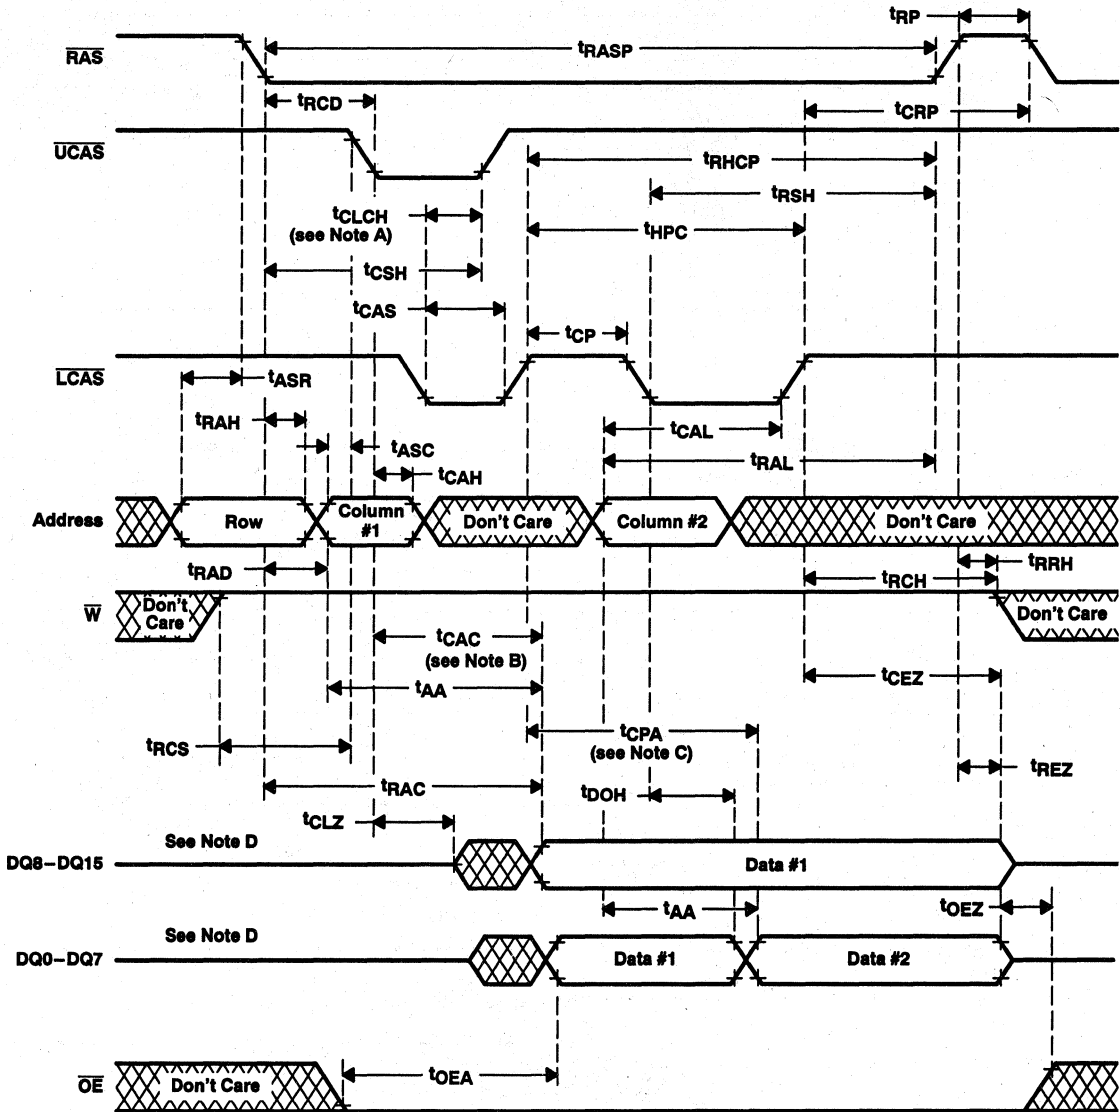 tRP
RAS
tRASP
tRCD
tCRP
UCAS
tRHCP
tRSH
tCLCH
(see Note A)
tHPC
tCSH
tCAS
tCP
LCAS
tASR
tRAH
tASC
tCAL
tCAH
tRAL
Address
Row
Column
#1
Don't Care
Column #2
Don't Care
tRAD
tRRH
tRCH
W
Don't
Care
Don't Care
tCAC
(see Note B)
tCEZ
tAA
tCPA
(see Note C)
tRCS
tREZ
tRAC
tDOH
tCLZ
See Note D
DQ8–DQ15
Data #1
tAA
tOEZ
See Note D
DQ0–DQ7
Data #1
Data #2
OE
Don't Care
tOEA